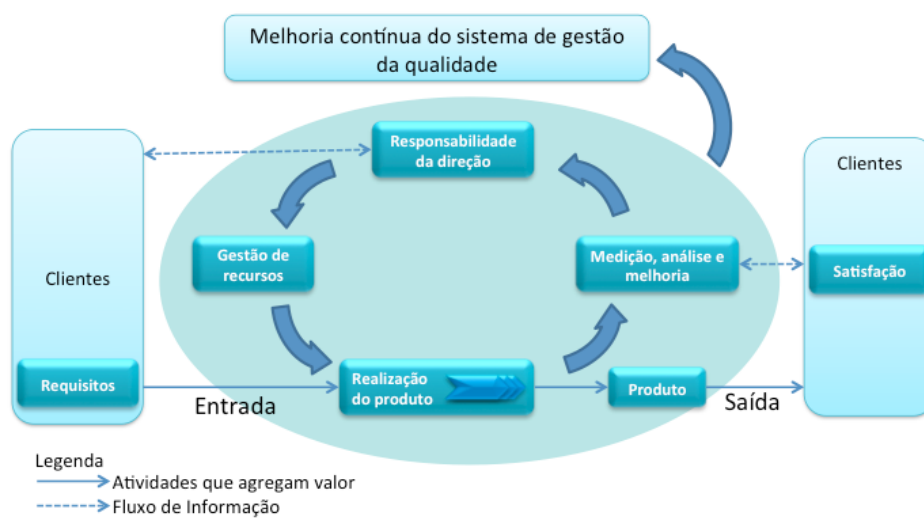 Melhoria contínua do sistema de gestão
da qualidade
Responsabilidade
da direção
Clientes
Gestão de
recursos
Medição, análise e
melhoria
Satisfação
Clientes
Requisitos
Entrada
Realização
do produto
Produto
Saída
Legenda
Atividades que agregam valor
Fluxo de Informação